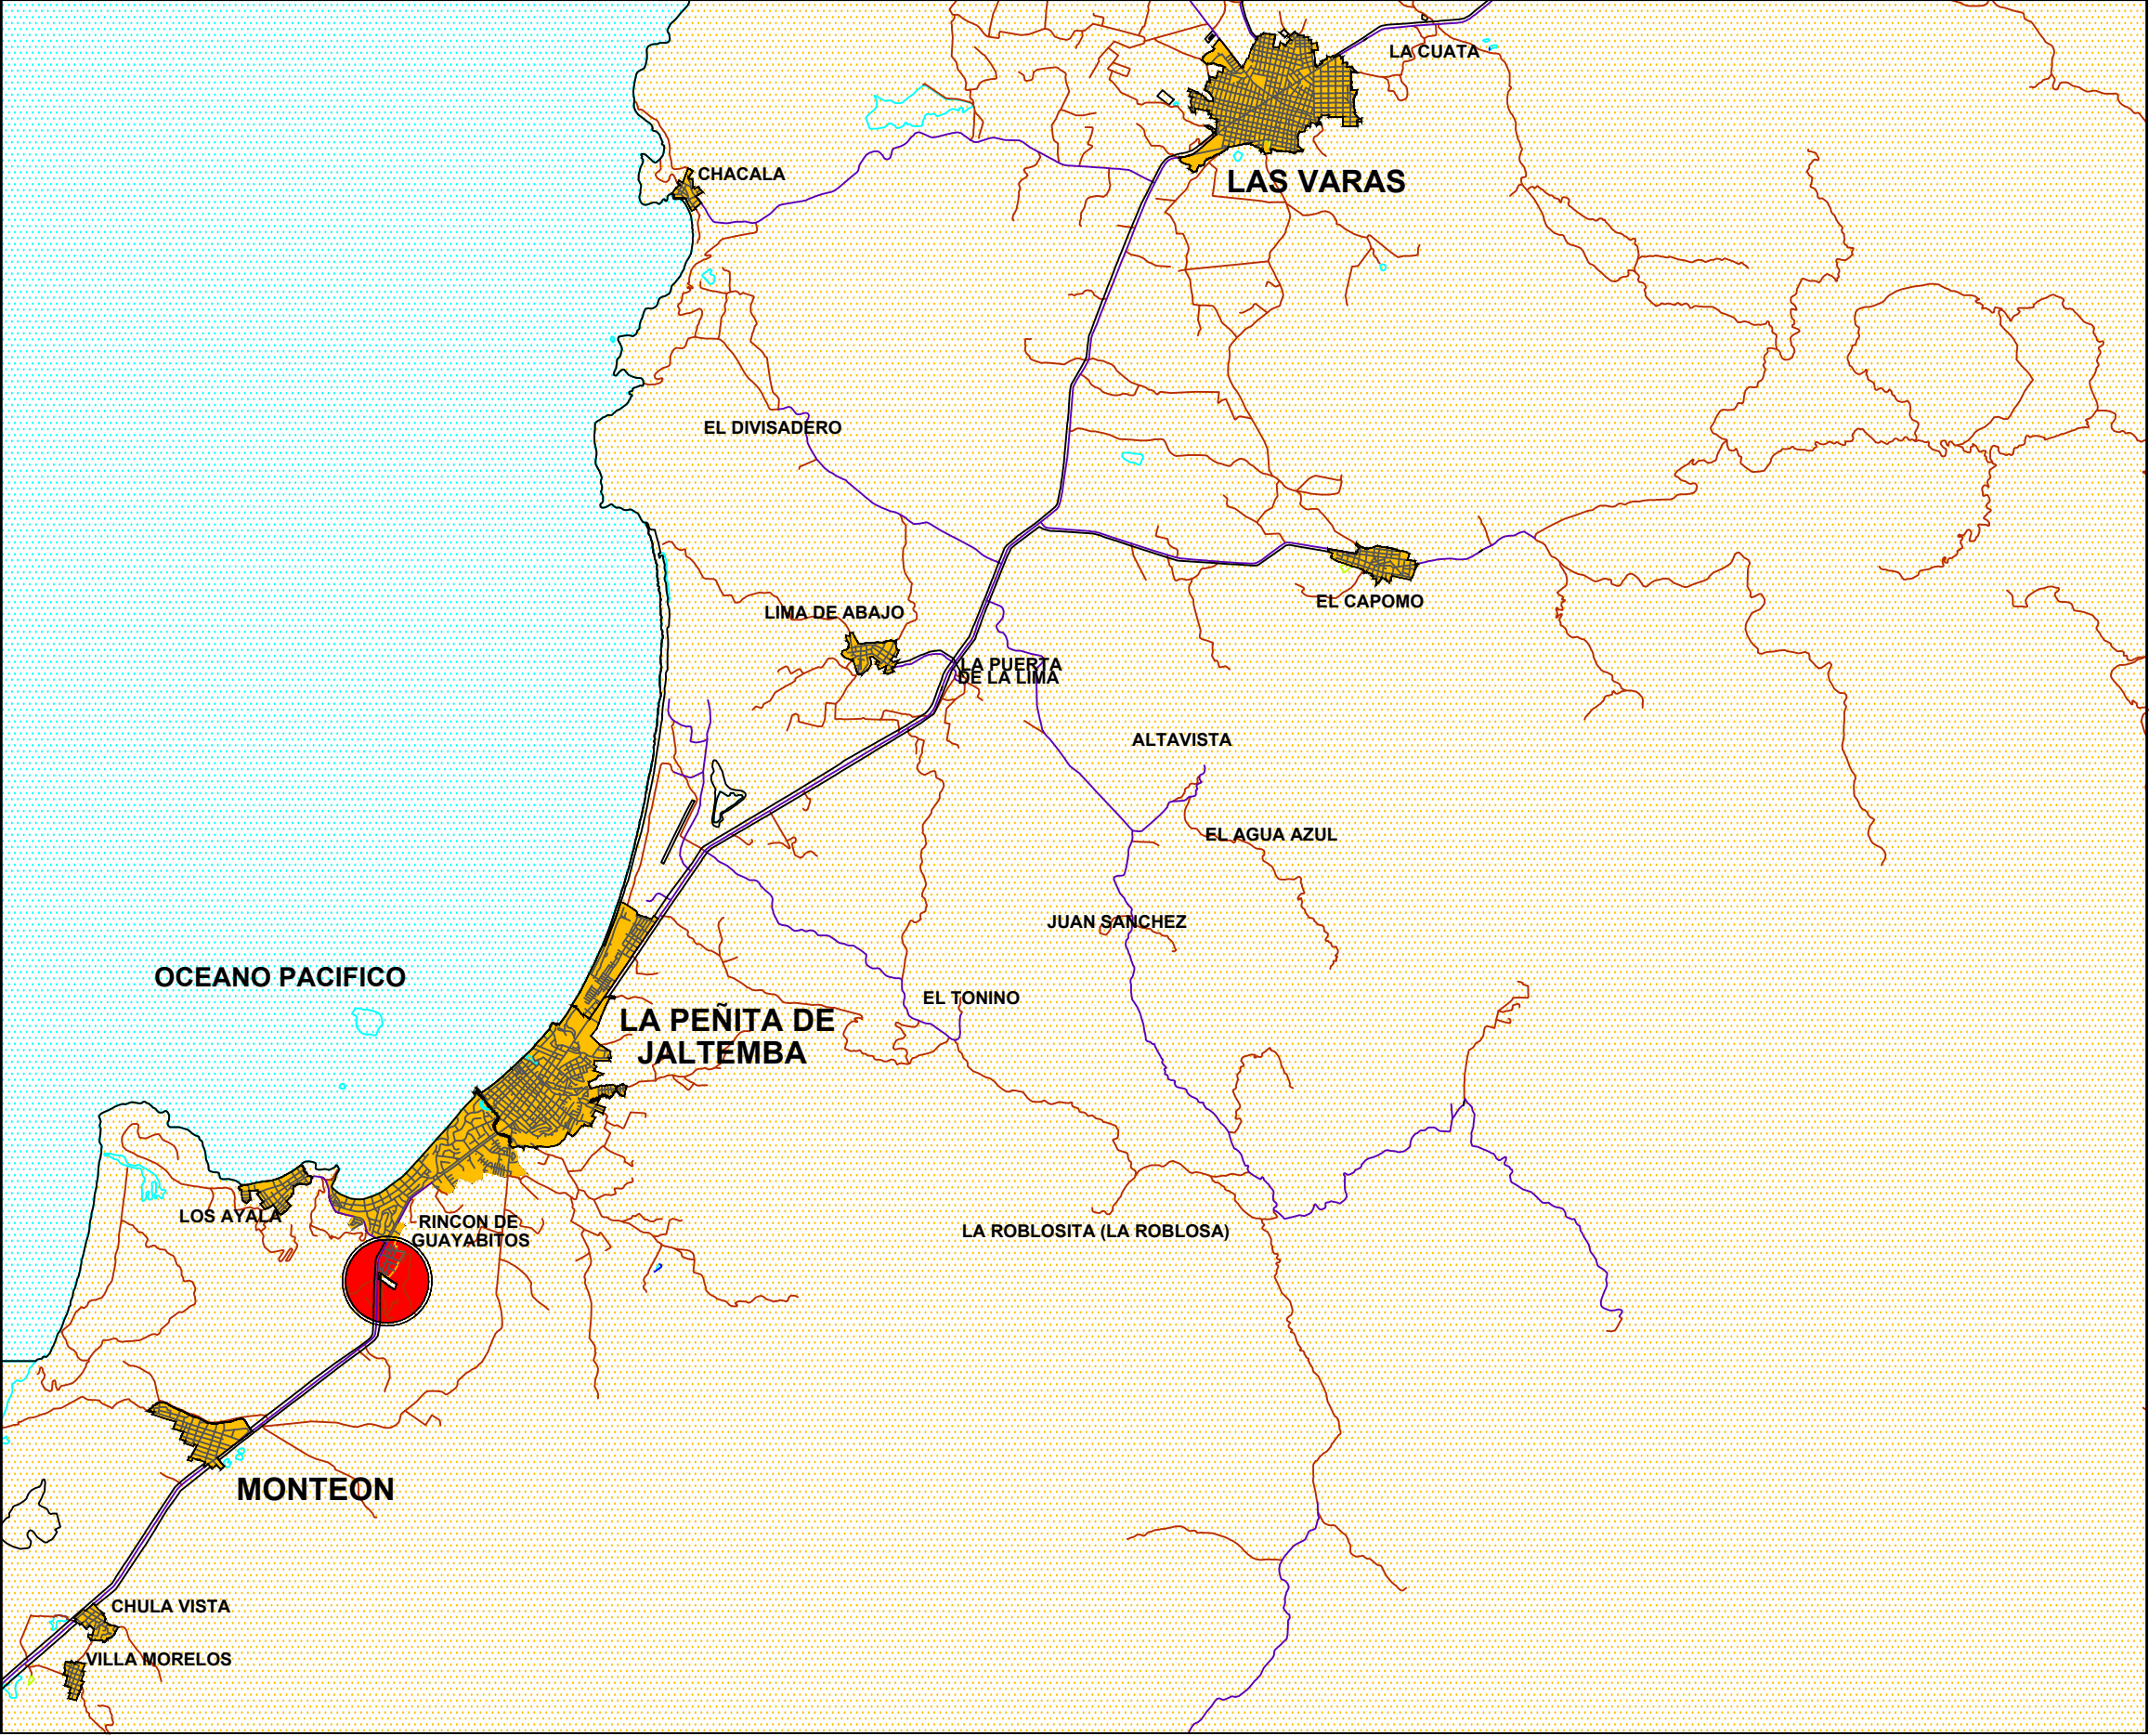 LA CUATA
CHACALA
LAS VARAS
EL DIVISADERO
EL CAPOMO
LIMA DE ABAJO
LA PUERTA
DE LA LIMA
ALTAVISTA
EL AGUA AZUL
JUAN SANCHEZ
OCEANO PACIFICO
EL TONINO
LA PEÑITA DE
JALTEMBA
LOS AYALA
RINCON DE
GUAYABITOS
LA ROBLOSITA (LA ROBLOSA)
MONTEON
CHULA VISTA
VILLA MORELOS